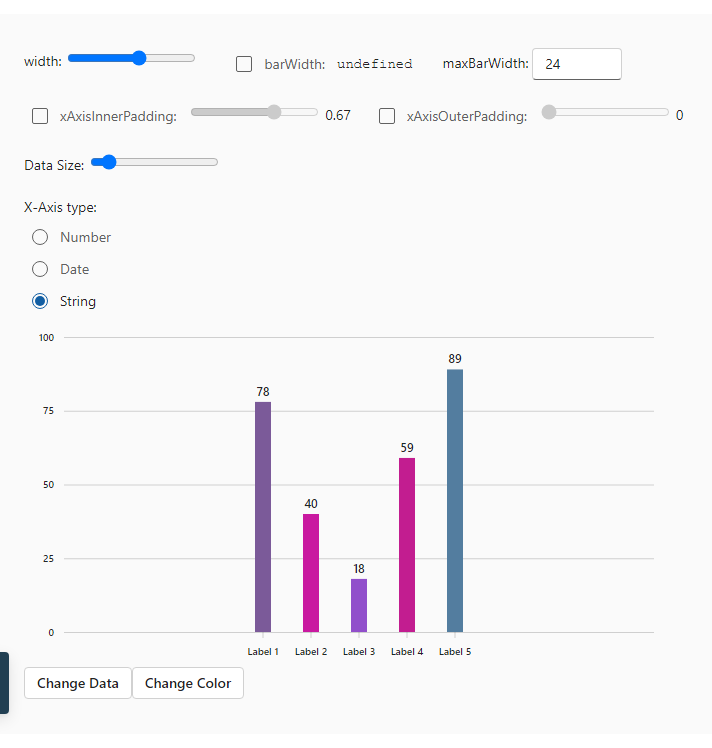 width:
barWidth: undefined
maxBarWidth: 24
xAxisInnerPadding: 0.67
xAxisOuterPadding: 0
Data Size:
X-Axis type:
Number
Date
String
100
75
50
25
0
78
40
18
59
89
Label 1
Label 2
Label 3
Label 4
Label 5
Change Data
Change Color